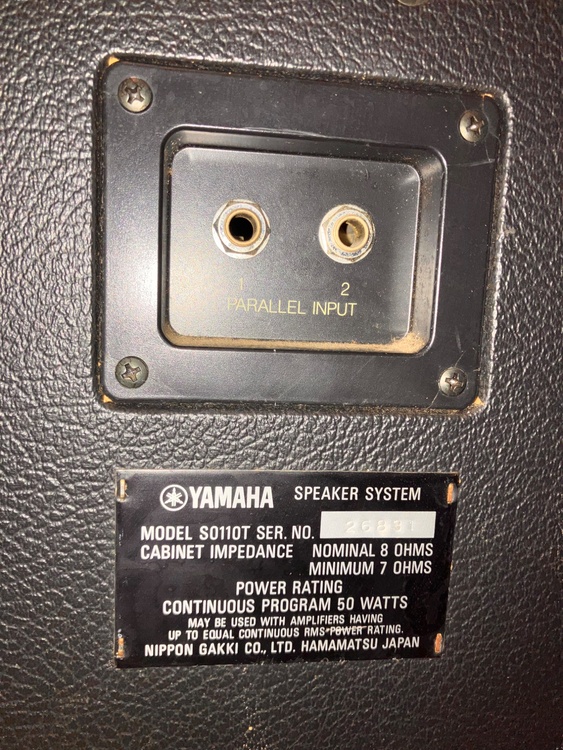 1 2
PARALLEL INPUT
YAMAHA SPEAKER SYSTEM
MODEL S0110T SER. NO. 26831
CABINET IMPEDANCE NOMINAL 8 OHMS
MINIMUM 7 OHMS
POWER RATING
CONTINUOUS PROGRAM 50 WATTS
MAY BE USED WITH AMPLIFIERS HAVING
UP TO EQUAL CONTINUOUS RMS POWER RATING.
NIPPON GAKKI CO., LTD. HAMAMATSU JAPAN